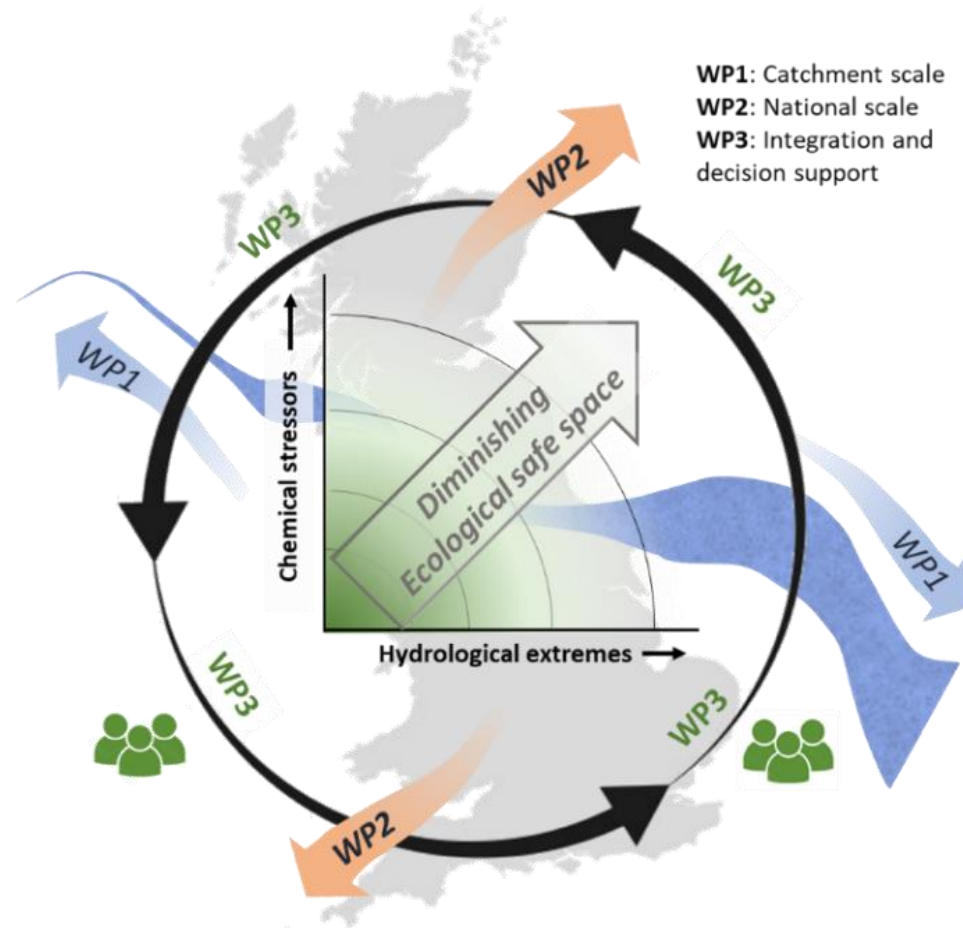 WP1: Catchment scale
WP2: National scale
WP3: Integration and
decision support
WP2
WP3
WP3
WP1
Chemical stressors
Diminishing
Ecological safe space
WP1
Hydrological extremes
WP3
WP3
WP2